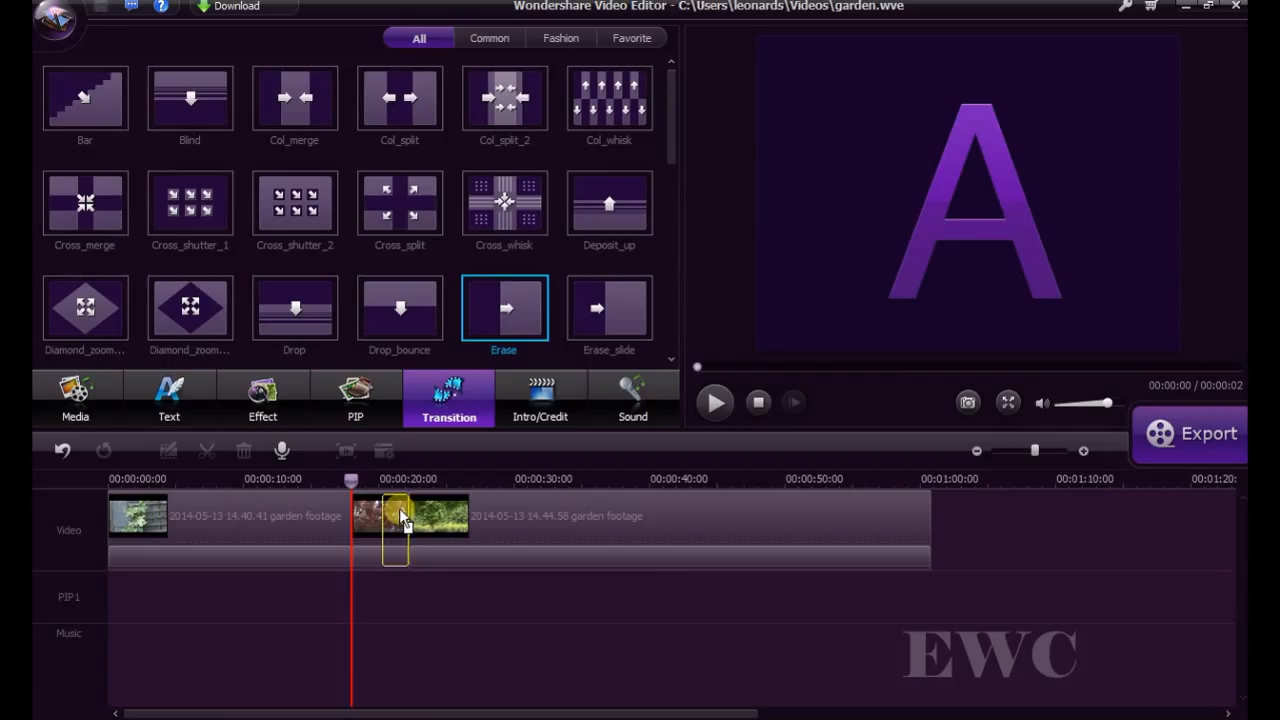 Download
Wondershare Video Editor - C:\Users\leonards\Videos\garden.wve
All Common Fashion Favorite
Bar Blind Col_merge Col_split Col_split_2 Col_whisk
Cross_merge Cross_shutter_1 Cross_shutter_2 Cross_split Cross_whisk Deposit_up
Diamond_zoom... Diamond_zoom... Drop Drop_bounce Erase Erase_slide
A
00:00:00 / 00:00:02
Media Text Effect PIP Transition Intro/Credit Sound
Export
00:00:00:00 00:00:10:00 00:00:20:00 00:00:30:00 00:00:40:00 00:00:50:00 00:01:00:00 00:01:10:00 00:01:20:
Video
2014-05-13 14.40.41 garden footage 2014-05-13 14.44.58 garden footage
PIP1
Music
EWC